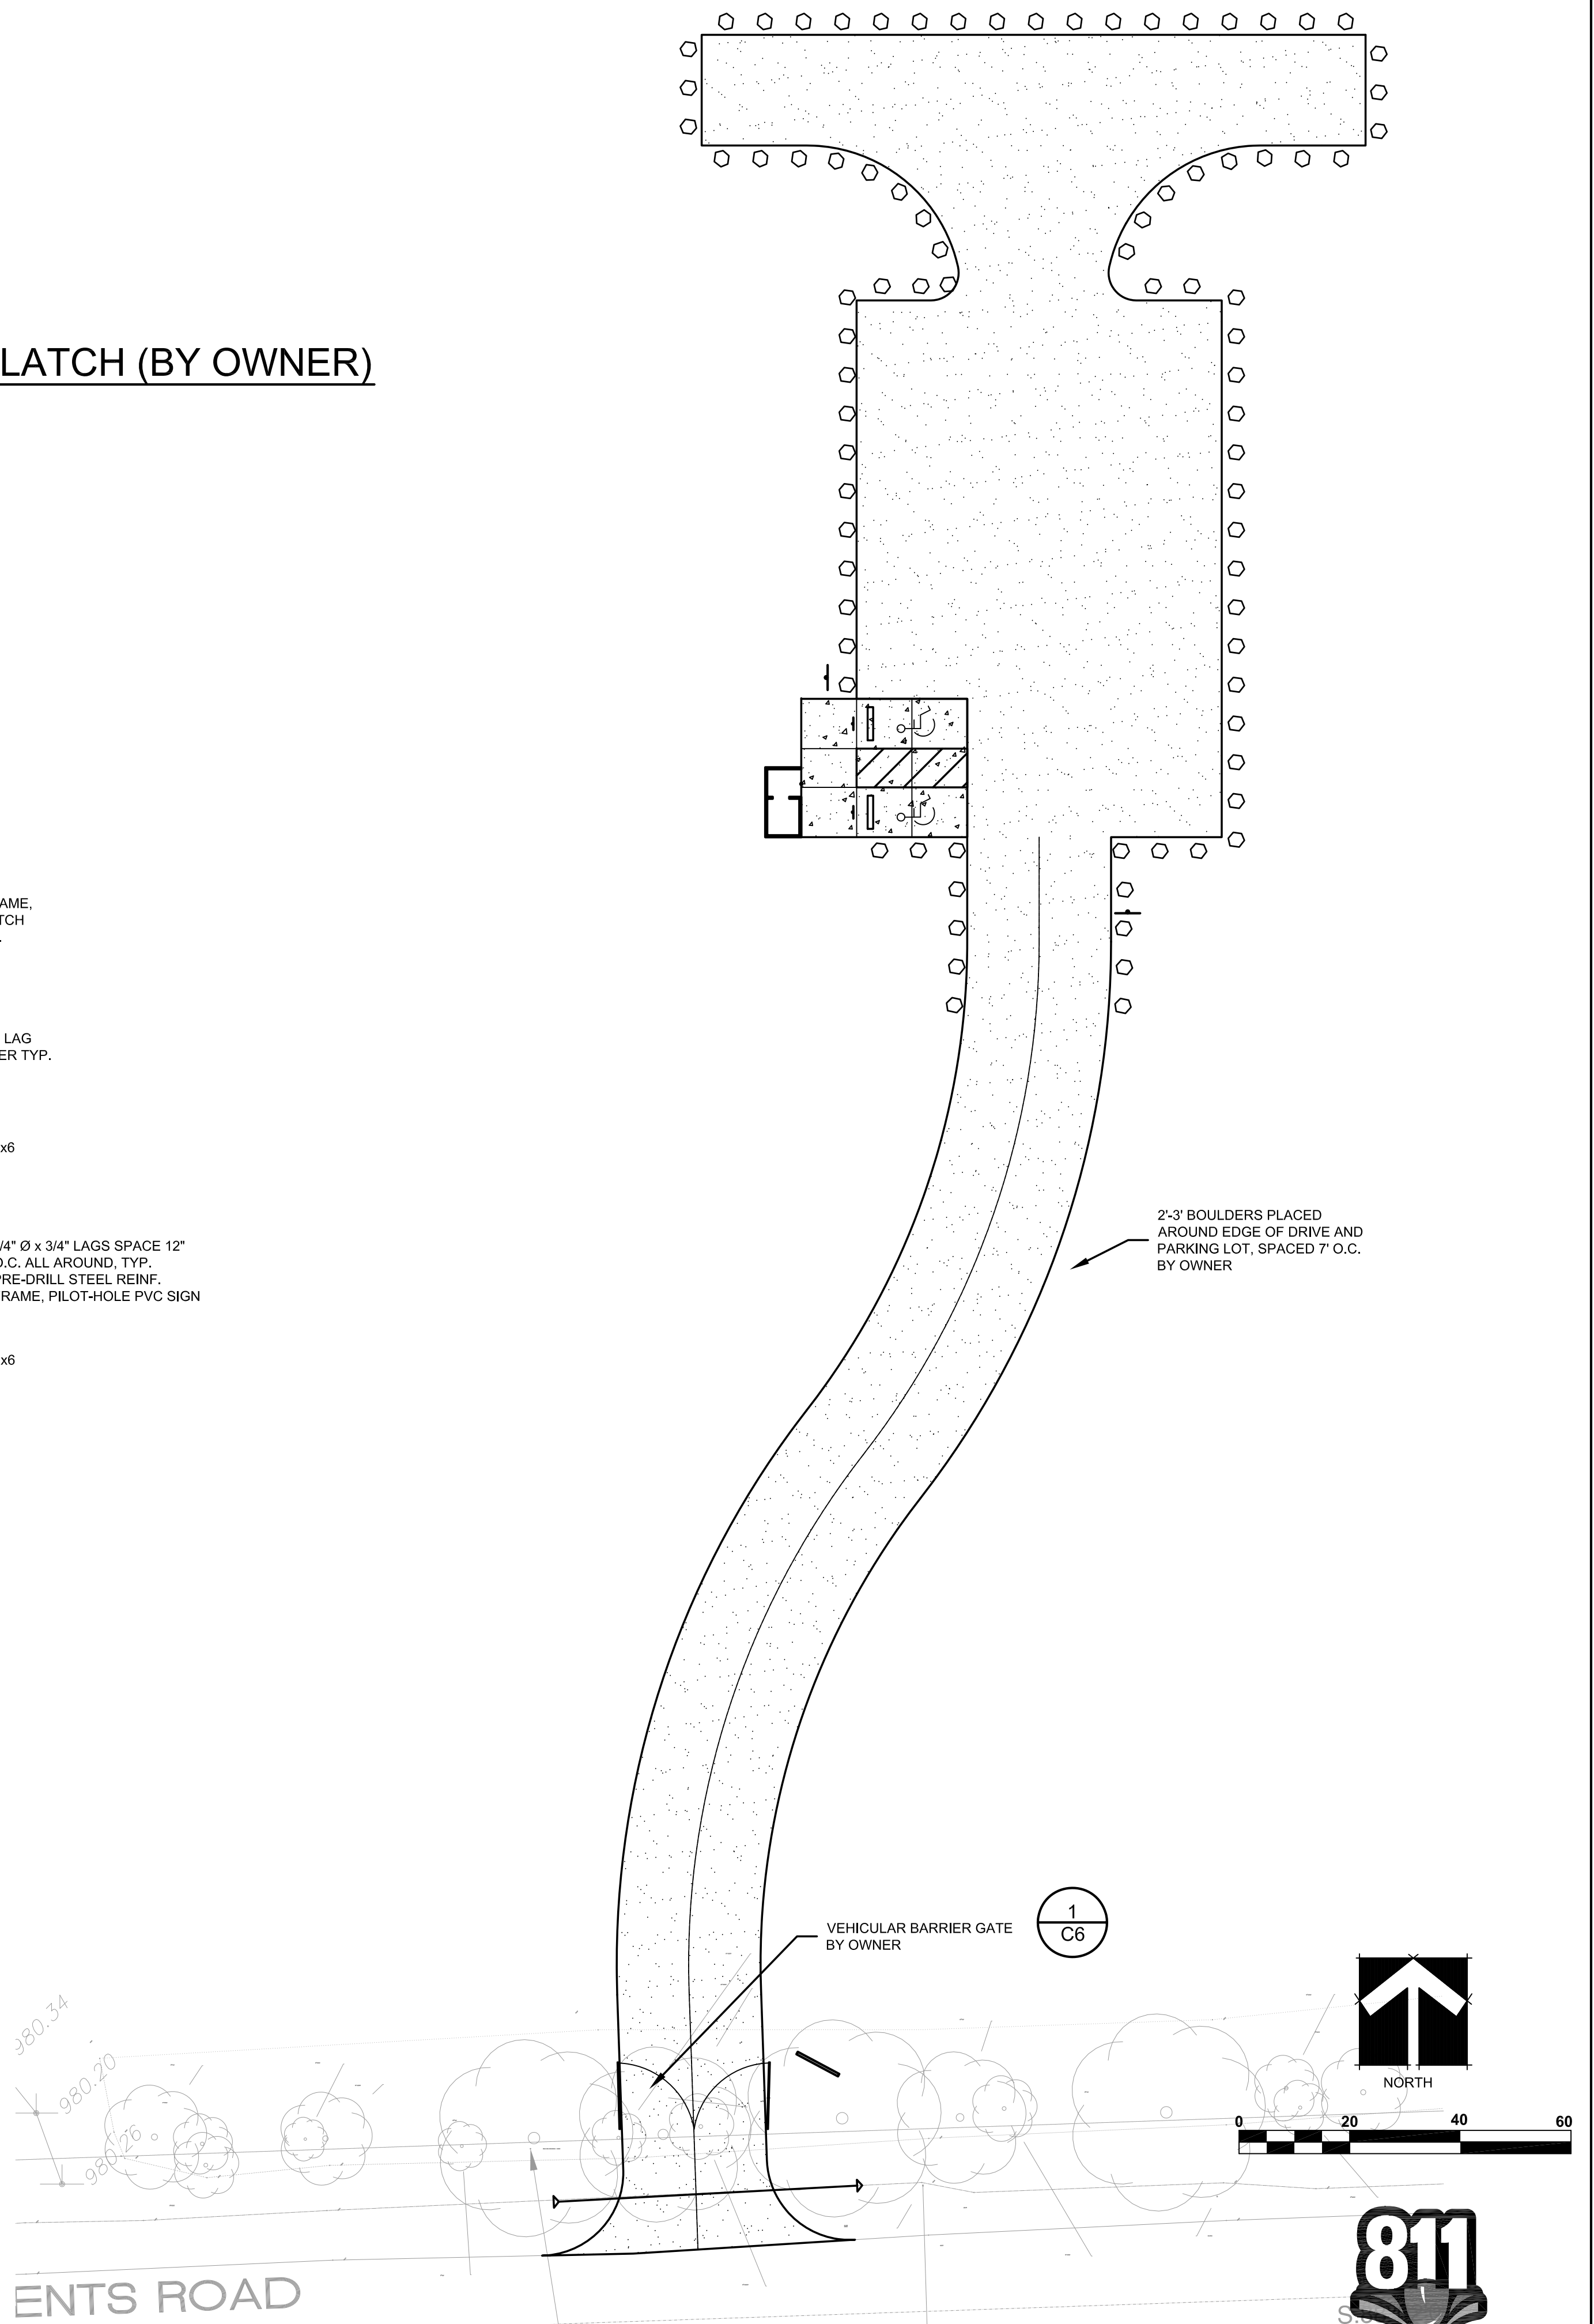 LATCH (BY OWNER)
AME,
TCH
.
LAG
ER TYP.
x6
/4" Ø x 3/4" LAGS SPACE 12"
O.C. ALL AROUND, TYP.
PRE-DRILL STEEL REINF.
RAME, PILOT-HOLE PVC SIGN
x6
2'-3' BOULDERS PLACED
AROUND EDGE OF DRIVE AND
PARKING LOT, SPACED 7' O.C.
BY OWNER
VEHICULAR BARRIER GATE
BY OWNER
1
C6
NORTH
0 20 40 60
980.34
980.20
980.26
ENTS ROAD
811